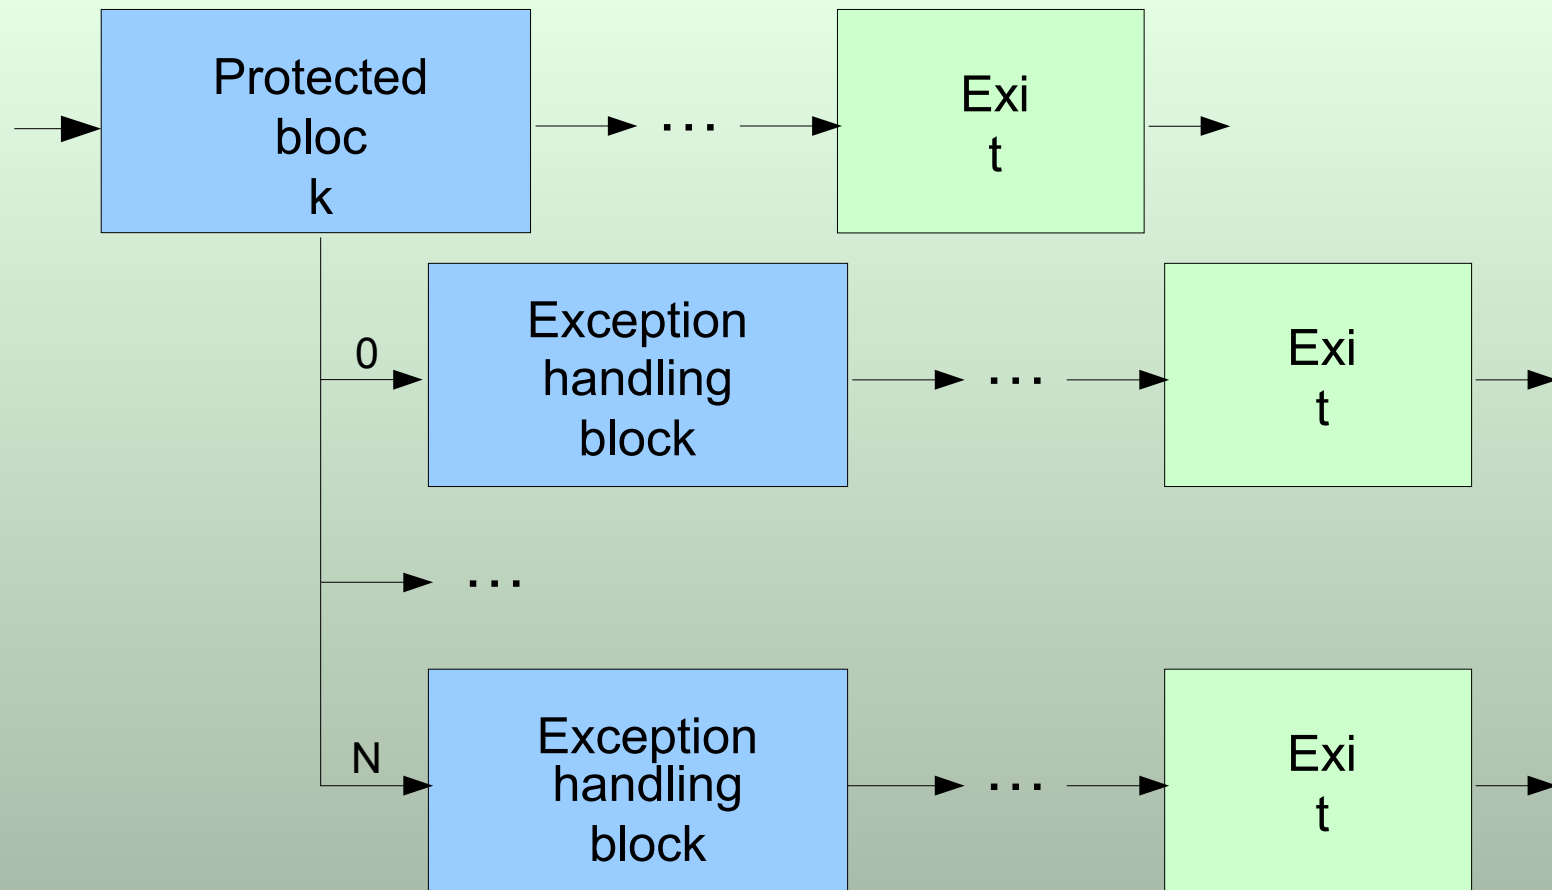 Protected
bloc
k
...
Exi
t
0
Exception
handling
block
...
Exi
t
...
N
Exception
handling
block
...
Exi
t